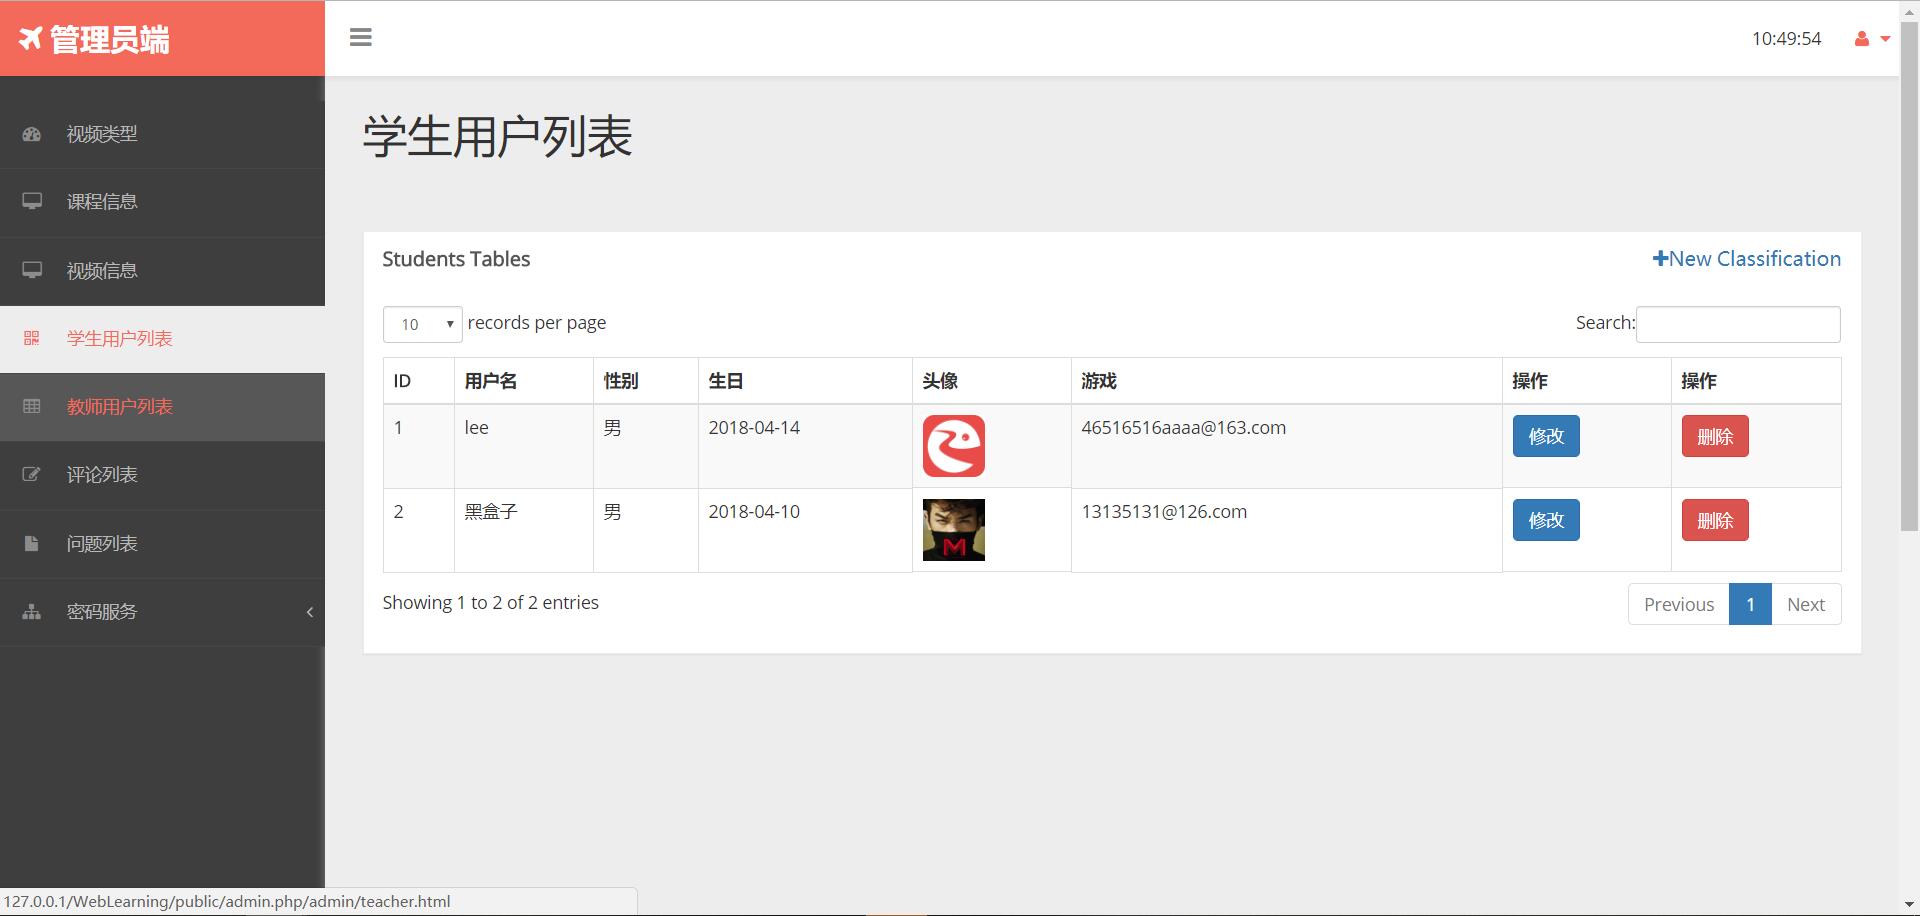 管理员端
10:49:54
视频类型
课程信息
视频信息
学生用户列表
教师用户列表
评论列表
问题列表
密码服务
学生用户列表
Students Tables
New Classification
10 records per page
Search:
ID 用户名 性别 生日 头像 游戏 操作 操作
1 lee 男 2018-04-14 46516516aaaa@163.com 修改 删除
2 黑盒子 男 2018-04-10 M 13135131@126.com 修改 删除
Showing 1 to 2 of 2 entries
Previous 1 Next
127.0.0.1/WebLearning/public/admin.php/admin/teacher.html